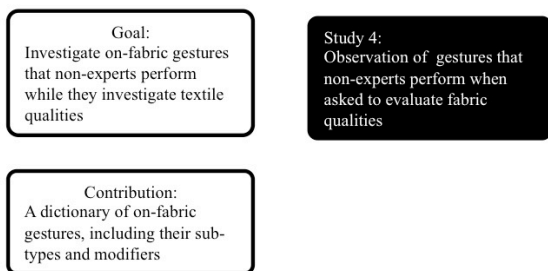 Goal:
Investigate on-fabric gestures
that non-experts perform
while they investigate textile
qualities
Study 4:
Observation of gestures that
non-experts perform when
asked to evaluate fabric
qualities
Contribution:
A dictionary of on-fabric
gestures, including their sub-
types and modifiers